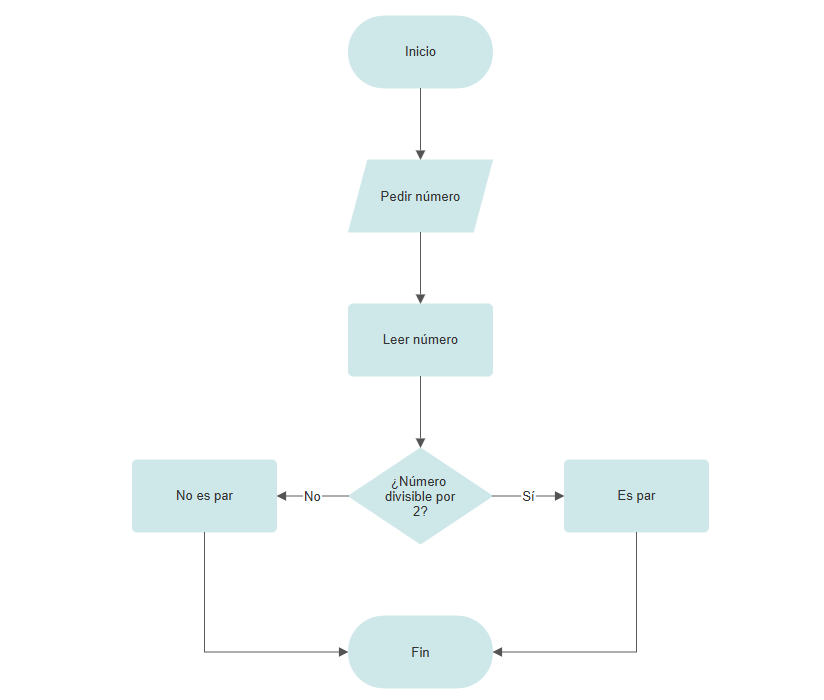 Inicio
Pedir número
Leer número
¿Número
divisible por
2?
No es par
No
Sí
Es par
Fin